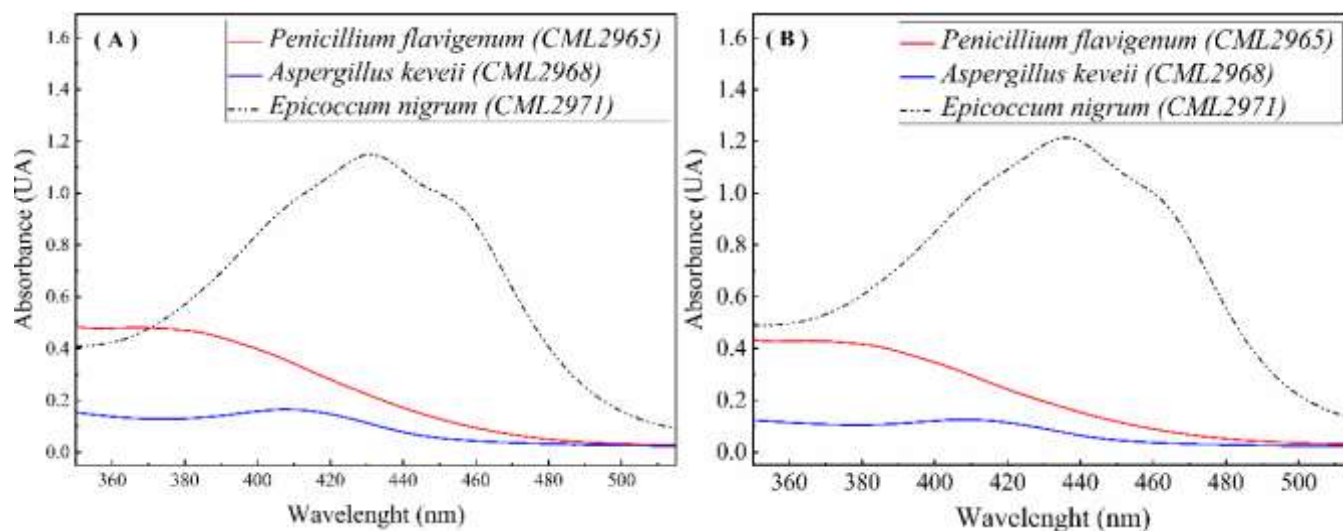 ( A )
Penicillium flavigenum (CML2965)
Aspergillus keveii (CML2968)
Epicoccum nigrum (CML2971)
1.6
1.4
1.2
1.0
0.8
0.6
0.4
0.2
0.0
Absorbance (UA)
360 380 400 420 440 460 480 500
Wavelenght (nm)
( B )
Penicillium flavigenum (CML2965)
Aspergillus keveii (CML2968)
Epicoccum nigrum (CML2971)
1.6
1.4
1.2
1.0
0.8
0.6
0.4
0.2
0.0
Absorbance (UA)
360 380 400 420 440 460 480 500
Wavelenght (nm)